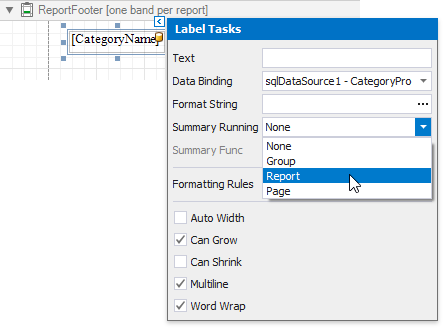 ReportFooter [one band per report]
[CategoryName]
Label Tasks
Text
Data Binding sqlDataSource1 - CategoryPro
Format String ...
Summary Running None
Summary Func
None
Group
Report
Page
Formatting Rules
Auto Width
Can Grow
Can Shrink
Multiline
Word Wrap